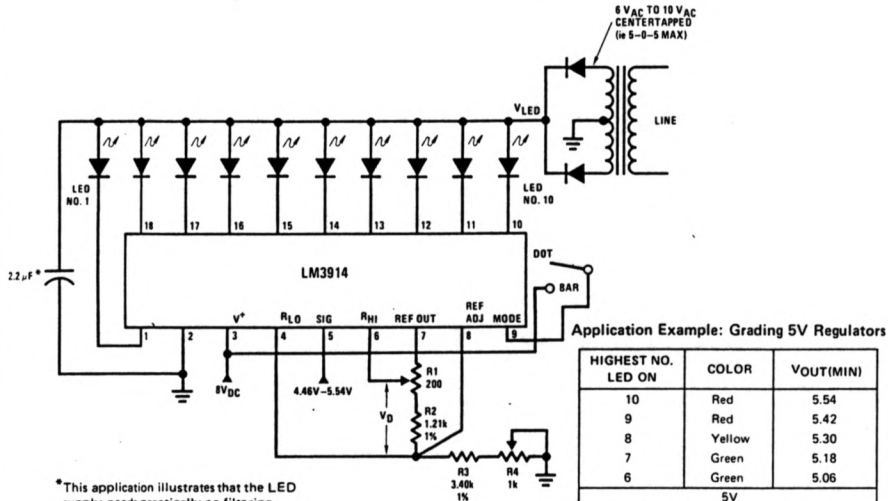 6 VAC TO 10 VAC
CENTERTAPPED
(ie 5–0–5 MAX)
VLED
LINE
LED
NO. 1
LED
NO. 10
18
17
16
15
14
13
12
11
10
2.2 μF*
LM3914
DOT
BAR
V+
RLO
SIG
RHI
REF OUT
REF
ADJ
MODE
1
2
3
4
5
6
7
8
9
8VDC
4.46V–5.54V
VD
R1
200
R2
1.21k
1%
R3
3.40k
1%
R4
1k
Application Example: Grading 5V Regulators
HIGHEST NO.
LED ON
COLOR
VOUT(MIN)
10 Red 5.54
9 Red 5.42
8 Yellow 5.30
7 Green 5.18
6 Green 5.06
5V
*This application illustrates that the LED